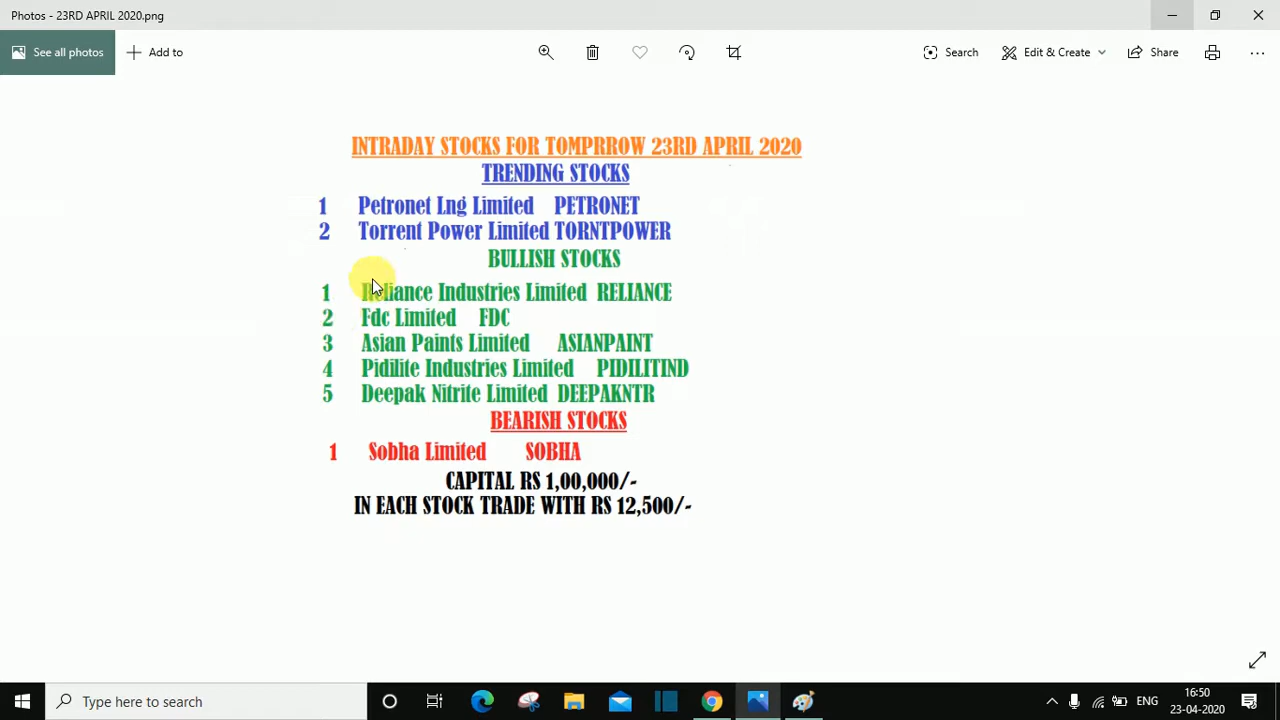 Photos - 23RD APRIL 2020.png
See all photos
Add to
Search
Edit & Create
Share
INTRADAY STOCKS FOR TOMPRROW 23RD APRIL 2020
TRENDING STOCKS
1 Petronet Lng Limited PETRONET
2 Torrent Power Limited TORNTPOWER
BULLISH STOCKS
1 Reliance Industries Limited RELIANCE
2 Fdc Limited FDC
3 Asian Paints Limited ASIANPAINT
4 Pidilite Industries Limited PIDILITIND
5 Deepak Nitrite Limited DEEPAKNTR
BEARISH STOCKS
1 Sobha Limited SOBHA
CAPITAL RS 1,00,000/-
IN EACH STOCK TRADE WITH RS 12,500/-
Type here to search
ENG
16:50
23-04-2020